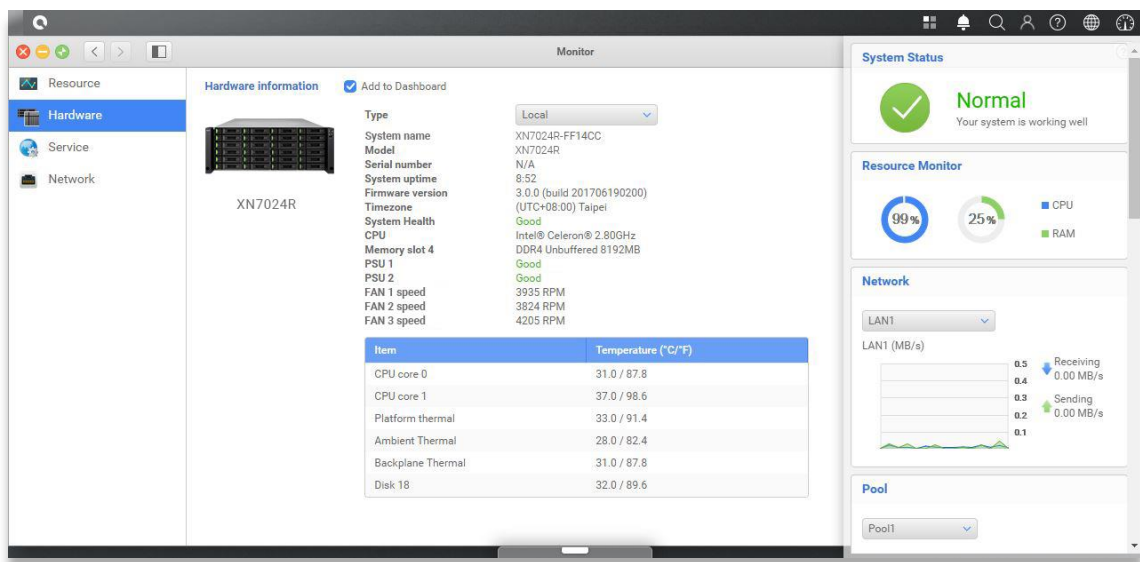 Monitor
Resource
Hardware
Service
Network
Hardware information
Add to Dashboard
XN7024R
Type Local
System name XN7024R-FF14CC
Model XN7024R
Serial number N/A
System uptime 8:52
Firmware version 3.0.0 (build 201706190200)
Timezone (UTC+08:00) Taipei
System Health Good
CPU Intel® Celeron® 2.80GHz
Memory slot 4 DDR4 Unbuffered 8192MB
PSU 1 Good
PSU 2 Good
FAN 1 speed 3935 RPM
FAN 2 speed 3824 RPM
FAN 3 speed 4205 RPM
Item Temperature (°C/°F)
CPU core 0 31.0 / 87.8
CPU core 1 37.0 / 98.6
Platform thermal 33.0 / 91.4
Ambient Thermal 28.0 / 82.4
Backplane Thermal 31.0 / 87.8
Disk 18 32.0 / 89.6
System Status
Normal
Your system is working well
Resource Monitor
99%
25%
CPU
RAM
Network
LAN1
LAN1 (MB/s)
0.5
0.4
0.3
0.2
0.1
Receiving
0.00 MB/s
Sending
0.00 MB/s
Pool
Pool1